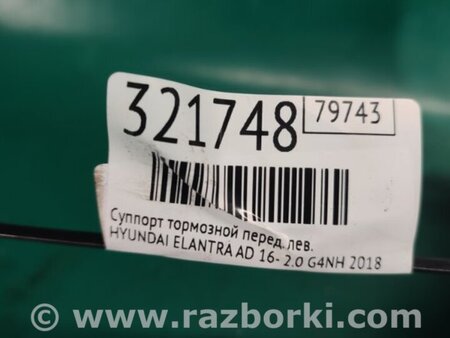 321748
79743
Суппорт тормозной перед. лев.
HYUNDAI ELANTRA AD 16- 2.0 G4NH 2018
© www.razborki.com